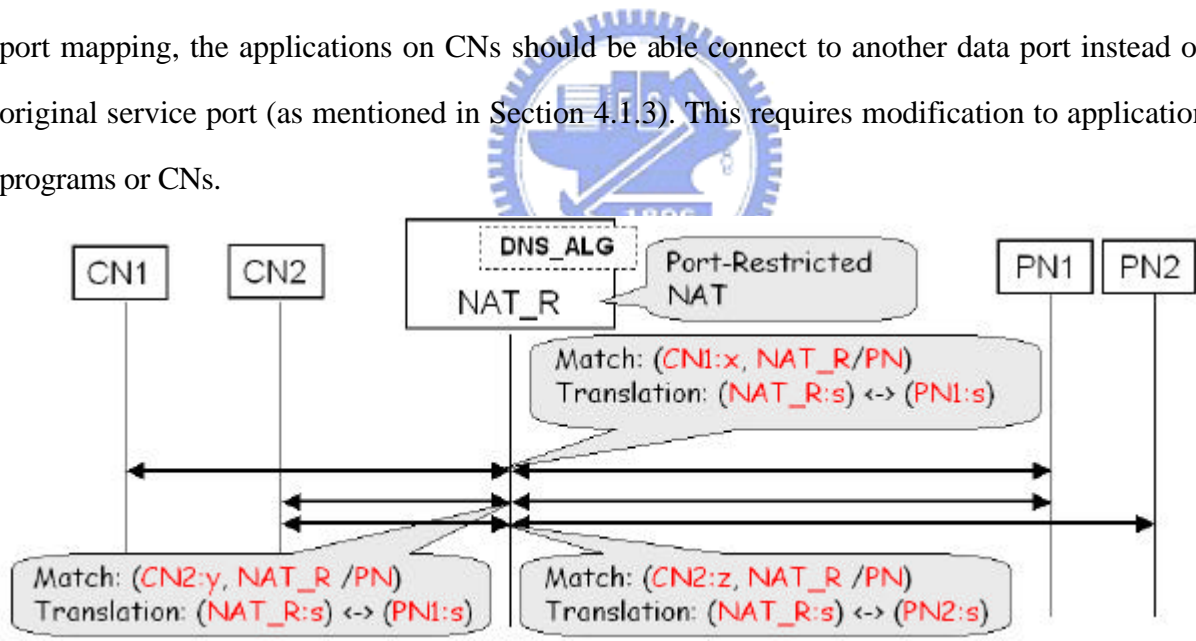 port mapping, the applications on CNs should be able connect to another data port instead o
original service port (as mentioned in Section 4.1.3). This requires modification to application
programs or CNs.
1896
DNS_ALG
CN1
CN2
NAT_R
Port-Restricted
NAT
PN1
PN2
Match: (CN1:x, NAT_R/PN)
Translation: (NAT_R:s) <-> (PN1:s)
Match: (CN2:y, NAT_R /PN)
Translation: (NAT_R:s) <-> (PN1:s)
Match: (CN2:z, NAT_R /PN)
Translation: (NAT_R:s) <-> (PN2:s)